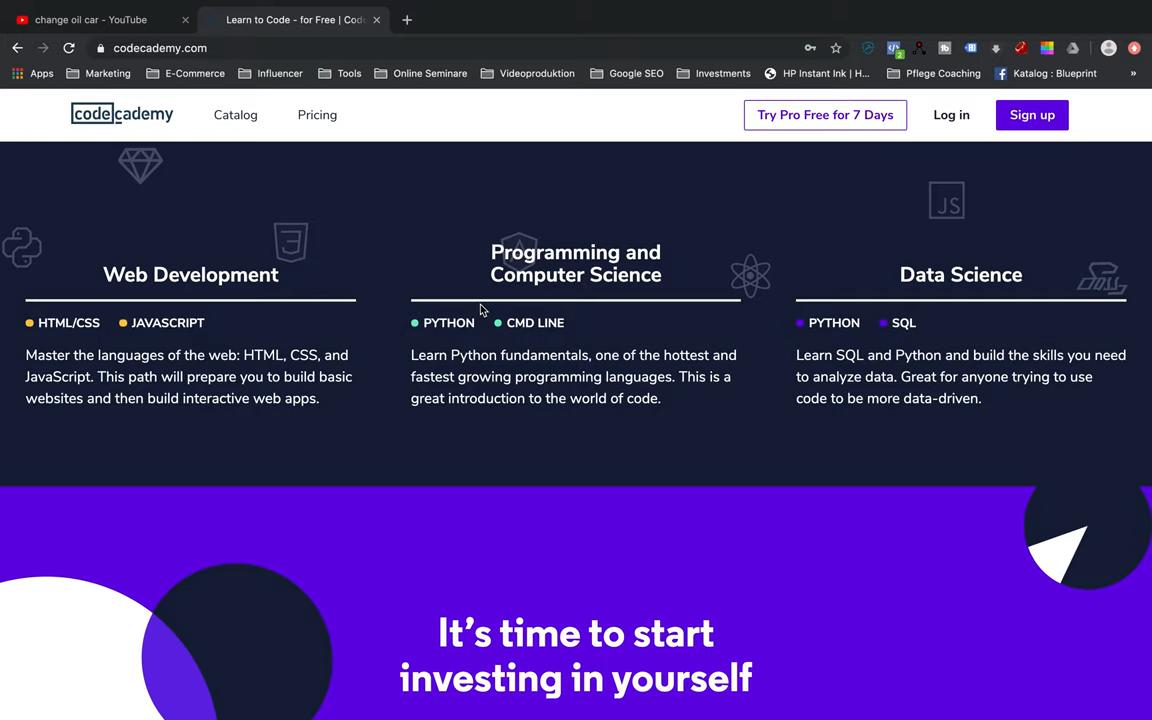 change oil car - YouTube
Learn to Code - for Free | Code
codecademy.com
2
fb
Apps
Marketing
E-Commerce
Influencer
Tools
Online Seminare
Videoproduktion
Google SEO
Investments
HP Instant Ink | H...
Pflege Coaching
Katalog : Blueprint
»
codecademy
Catalog
Pricing
Try Pro Free for 7 Days
Log in
Sign up
JS
Web Development
Programming and
Computer Science
Data Science
HTML/CSS JAVASCRIPT
PYTHON CMD LINE
PYTHON SQL
Master the languages of the web: HTML, CSS, and
JavaScript. This path will prepare you to build basic
websites and then build interactive web apps.
Learn Python fundamentals, one of the hottest and
fastest growing programming languages. This is a
great introduction to the world of code.
Learn SQL and Python and build the skills you need
to analyze data. Great for anyone trying to use
code to be more data-driven.
It's time to start
investing in yourself